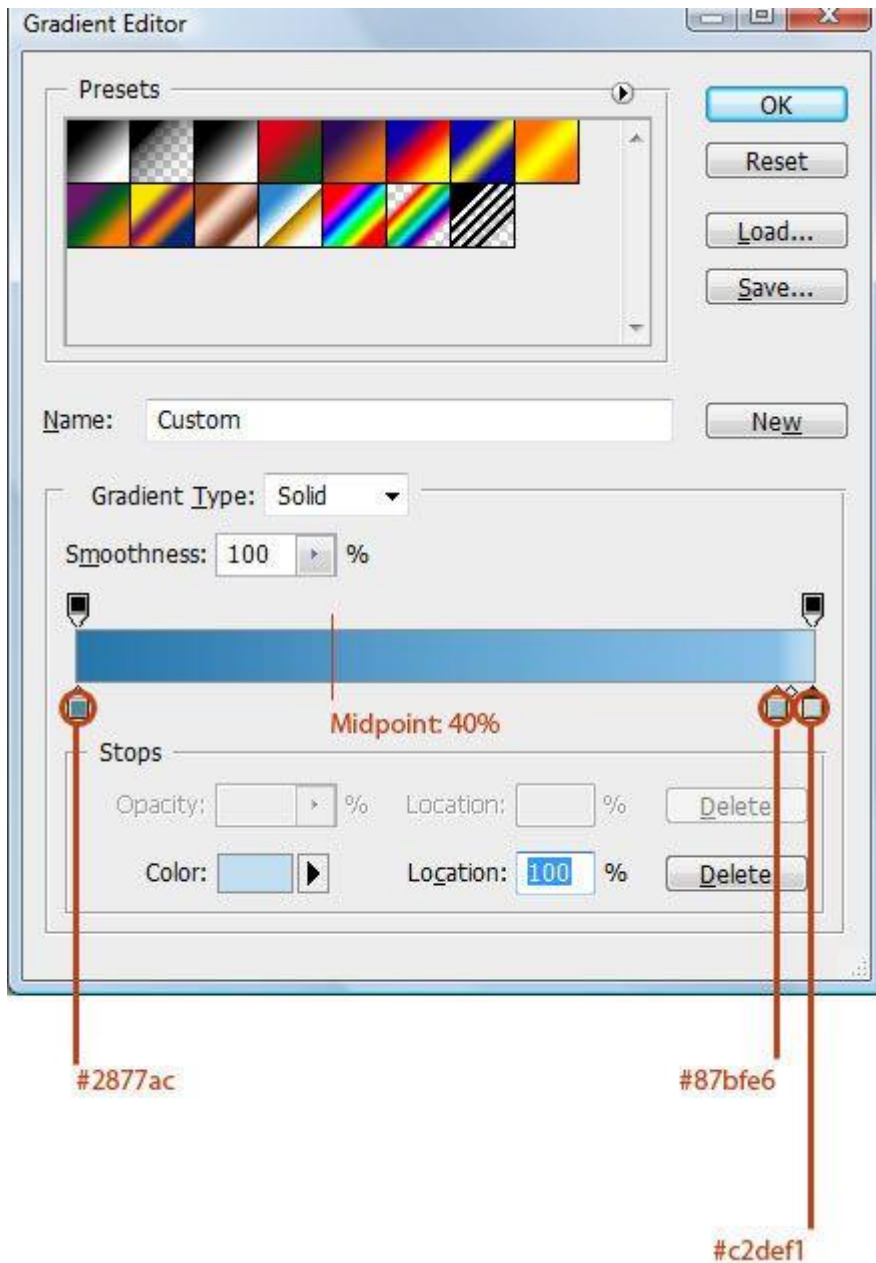 Gradient Editor
Presets
OK
Reset
Load...
Save...
Name: Custom
New
Gradient Type: Solid
Smoothness: 100 %
Midpoint: 40%
Stops
Opacity: % Location: % Delete
Color: Location: 100 % Delete
#2877ac
#87bfe6
#c2def1